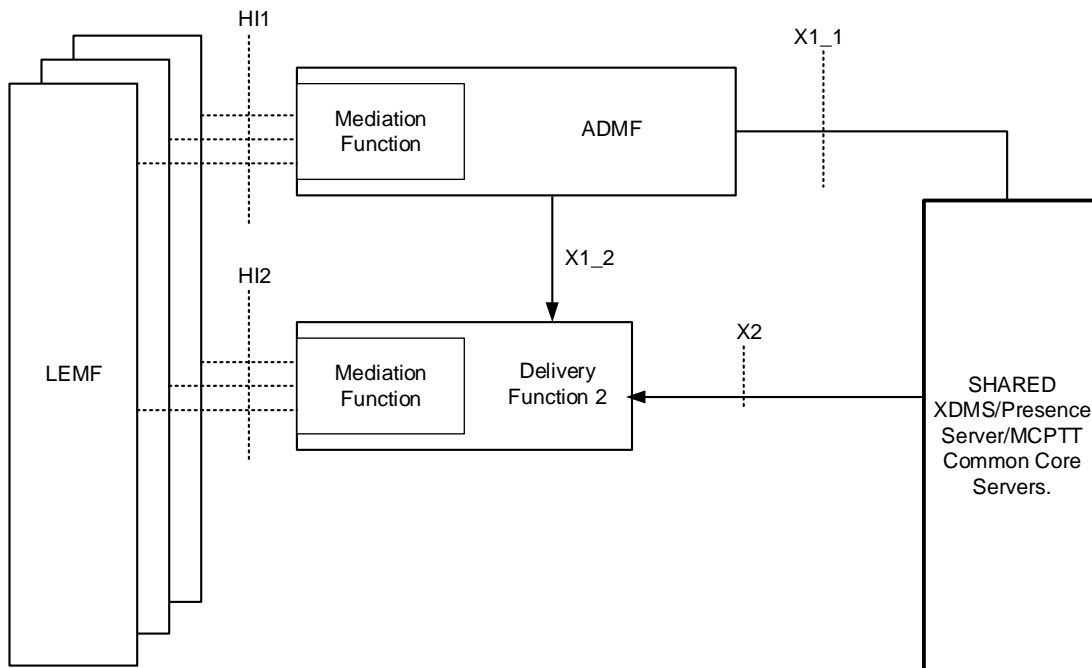 HI1
X1_1
Mediation
Function
ADMF
X1_2
HI2
X2
LEMF
Mediation
Function
Delivery
Function 2
SHARED
XDMS/Presence
Server/MCPTT
Common Core
Servers.